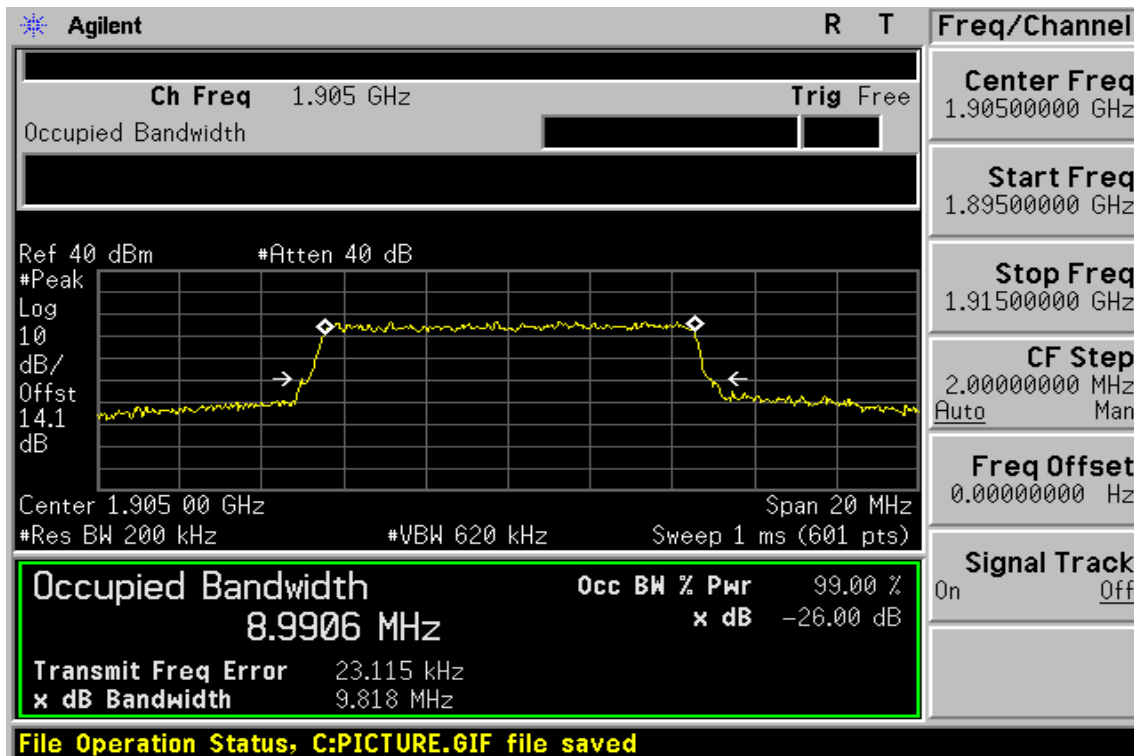 Agilent R T
Ch Freq 1.905 GHz Trig Free
Occupied Bandwidth
Ref 40 dBm #Atten 40 dB
#Peak
Log
10
dB/
Offst
14.1
dB
Center 1.905 00 GHz Span 20 MHz
#Res BW 200 kHz #VBW 620 kHz Sweep 1 ms (601 pts)
Occupied Bandwidth Occ BW % Pwr 99.00 %
8.9906 MHz x dB -26.00 dB
Transmit Freq Error 23.115 kHz
x dB Bandwidth 9.818 MHz
File Operation Status, C:PICTURE.GIF file saved
Freq/Channel
Center Freq
1.90500000 GHz
Start Freq
1.89500000 GHz
Stop Freq
1.91500000 GHz
CF Step
2.00000000 MHz
Auto Man
Freq Offset
0.00000000 Hz
Signal Track
On Off